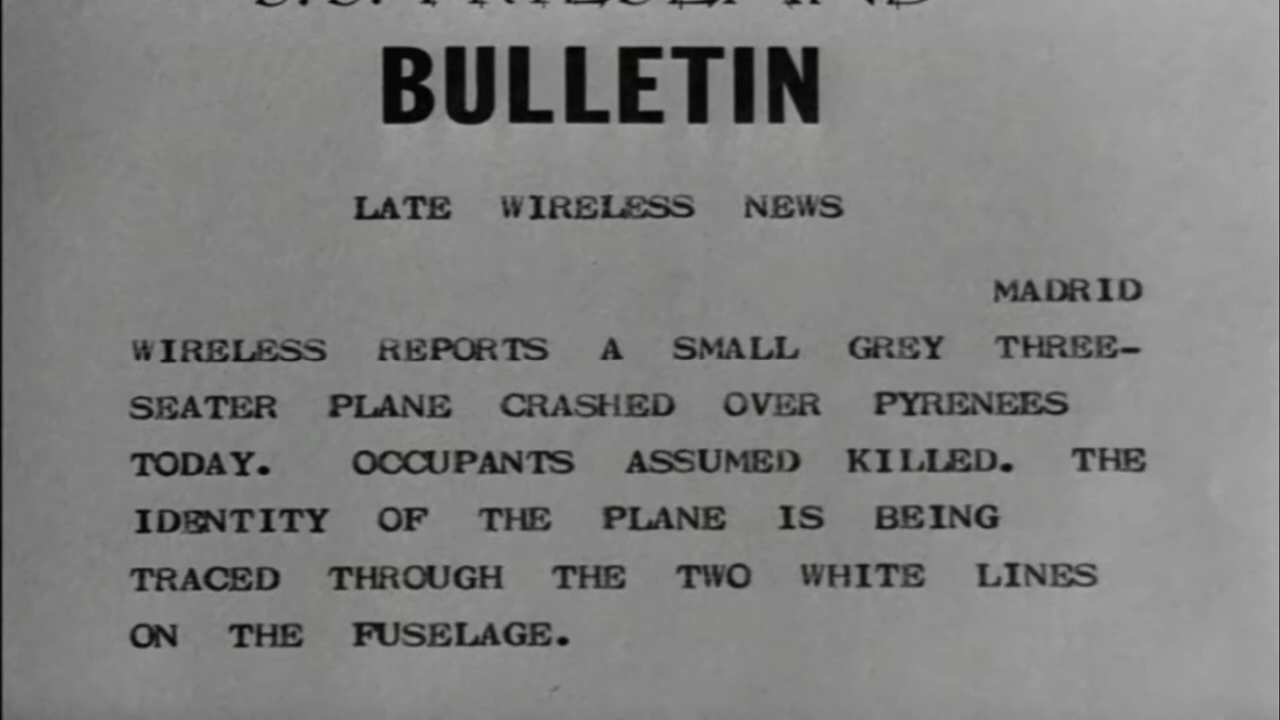 BULLETIN
LATE WIRELESS NEWS
MADRID
WIRELESS REPORTS A SMALL GREY THREE-
SEATER PLANE CRASHED OVER PYRENEES
TODAY. OCCUPANTS ASSUMED KILLED. THE
IDENTITY OF THE PLANE IS BEING
TRACED THROUGH THE TWO WHITE LINES
ON THE FUSELAGE.